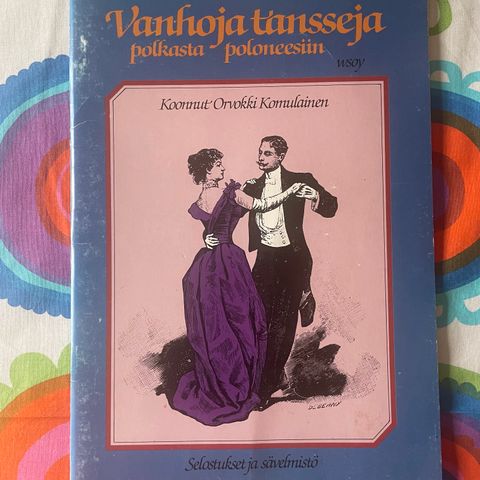 Vanhoja tansseja
polkasta poloneesiin
wsoy
Koonnut Orvokki Komulainen
Selostukset ja sävelmistö